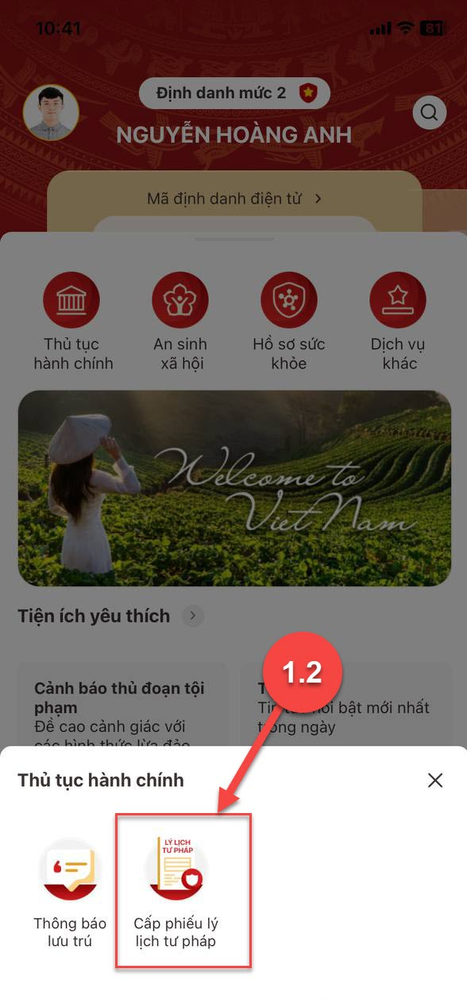 10:41
81
Định danh mức 2
NGUYỄN HOÀNG ANH
Mã định danh điện tử
Thủ tục
hành chính
An sinh
xã hội
Hồ sơ sức
khỏe
Dịch vụ
khác
Welcome to
Viet Nam
Tiện ích yêu thích
1.2
Cảnh báo thủ đoạn tội
phạm
Đề cao cảnh giác với
các hình thức lừa đảo
bật mới nhất
trong ngày
Thủ tục hành chính
LÝ LỊCH
TƯ PHÁP
Thông báo
lưu trú
Cấp phiếu lý
lịch tư pháp